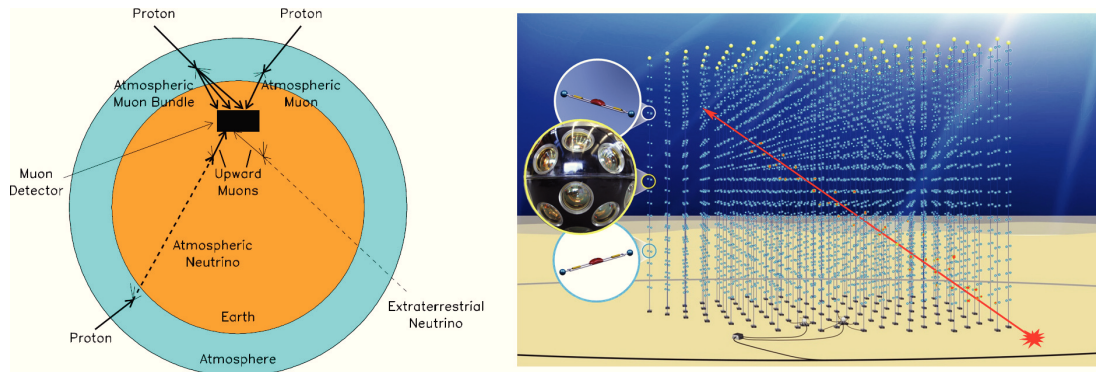 Proton
Proton
Atmospheric
Muon Bundle
Atmospheric
Muon
Muon
Detector
Upward
Muons
Atmospheric
Neutrino
Extraterrestrial
Neutrino
Proton
Earth
Atmosphere